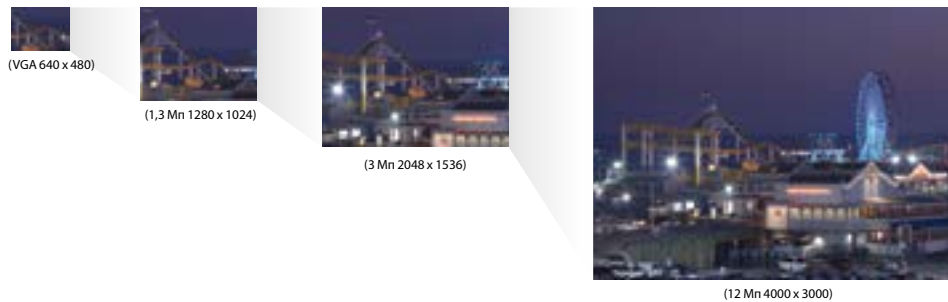 (VGA 640 x 480)
(1,3 Мп 1280 x 1024)
(3 Мп 2048 x 1536)
(12 Мп 4000 x 3000)